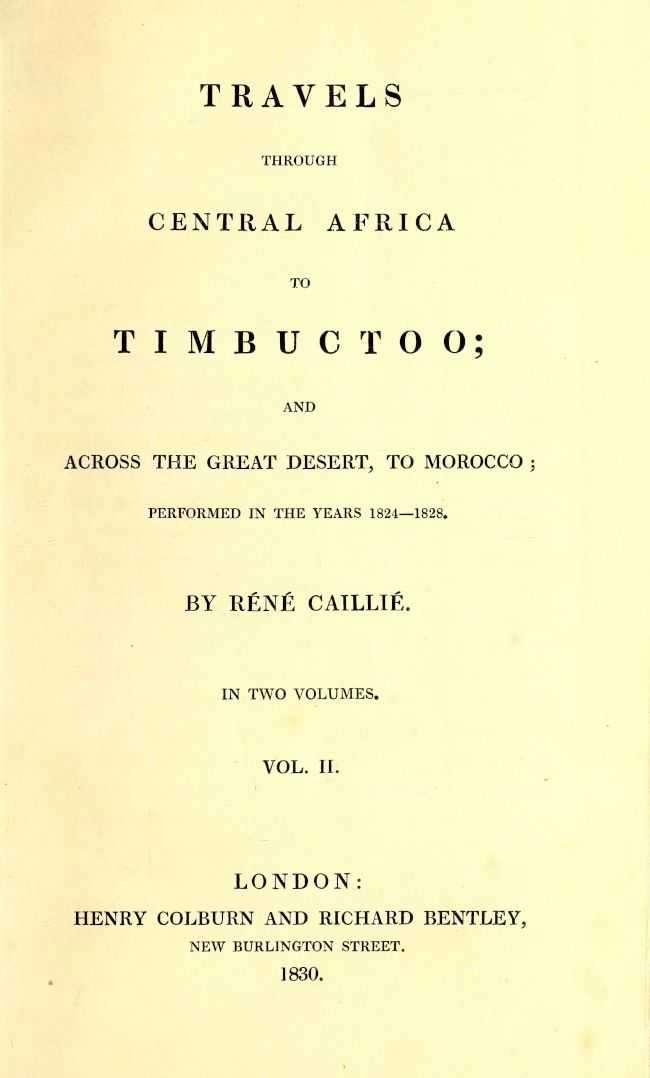 TRAVELS
THROUGH
CENTRAL AFRICA
TO
TIMBUCTOO;
AND
ACROSS THE GREAT DESERT, TO MOROCCO;
PERFORMED IN THE YEARS 1824—1828.
BY RÉNÉ CAILLIÉ.
IN TWO VOLUMES.
VOL. II.
LONDON:
HENRY COLBURN AND RICHARD BENTLEY,
NEW BURLINGTON STREET.
1830.